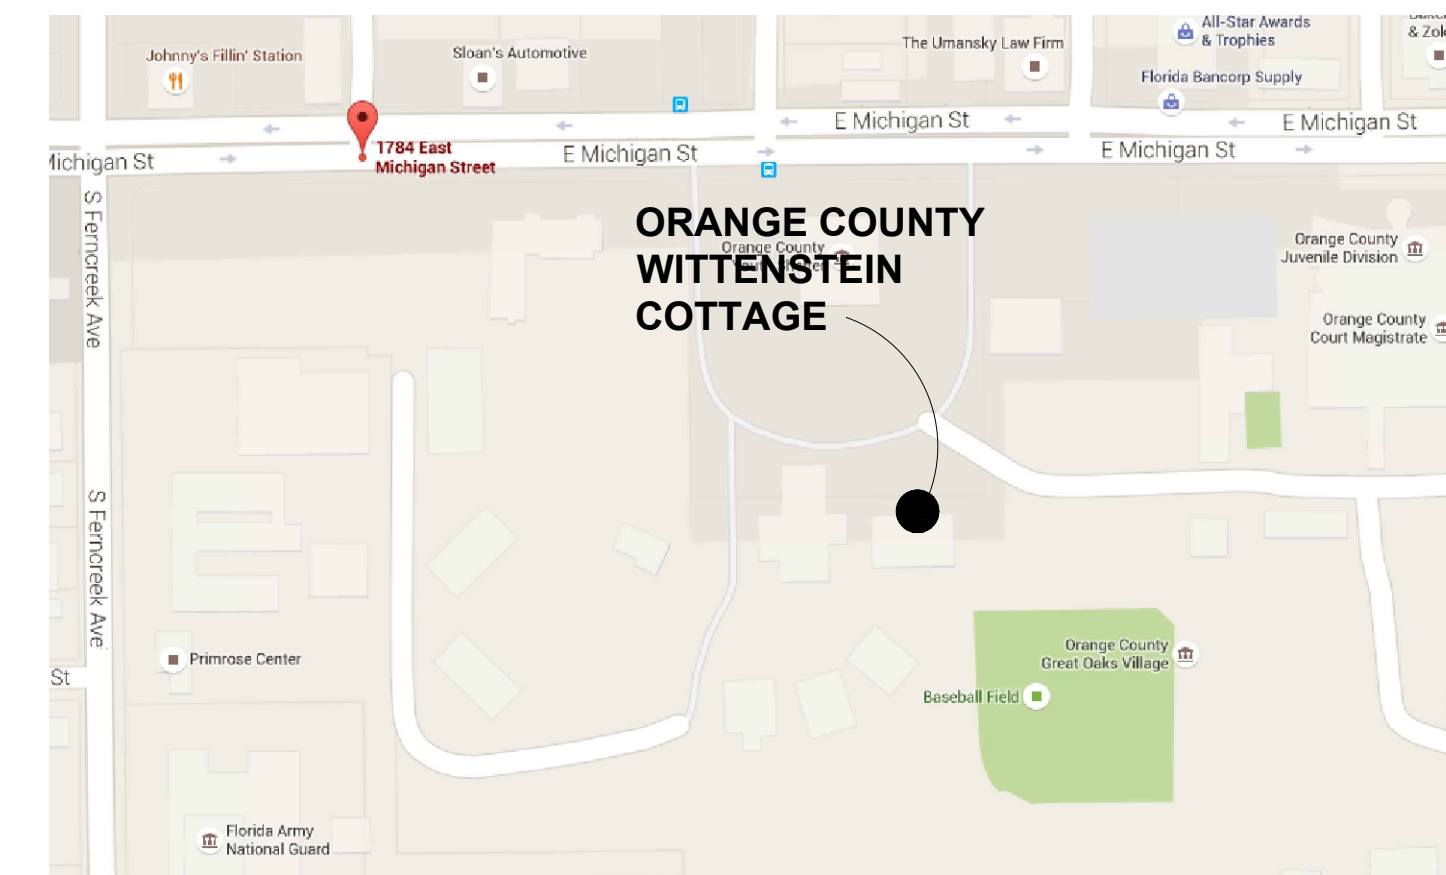 All-Star Awards
& Trophies
& Zok
Johnny's Fillin' Station
Sloan's Automotive
The Umansky Law Firm
Florida Bancorp Supply
E Michigan St
E Michigan St
1784 East
Michigan Street
E Michigan St
E Michigan St
Michigan St
S Ferncreek Ave
ORANGE COUNTY
WITTENSTEIN
COTTAGE
Orange County
Orange County
Juvenile Division
Orange County
Court Magistrate
S Ferncreek Ave
Primrose Center
St
Orange County
Great Oaks Village
Baseball Field
Florida Army
National Guard